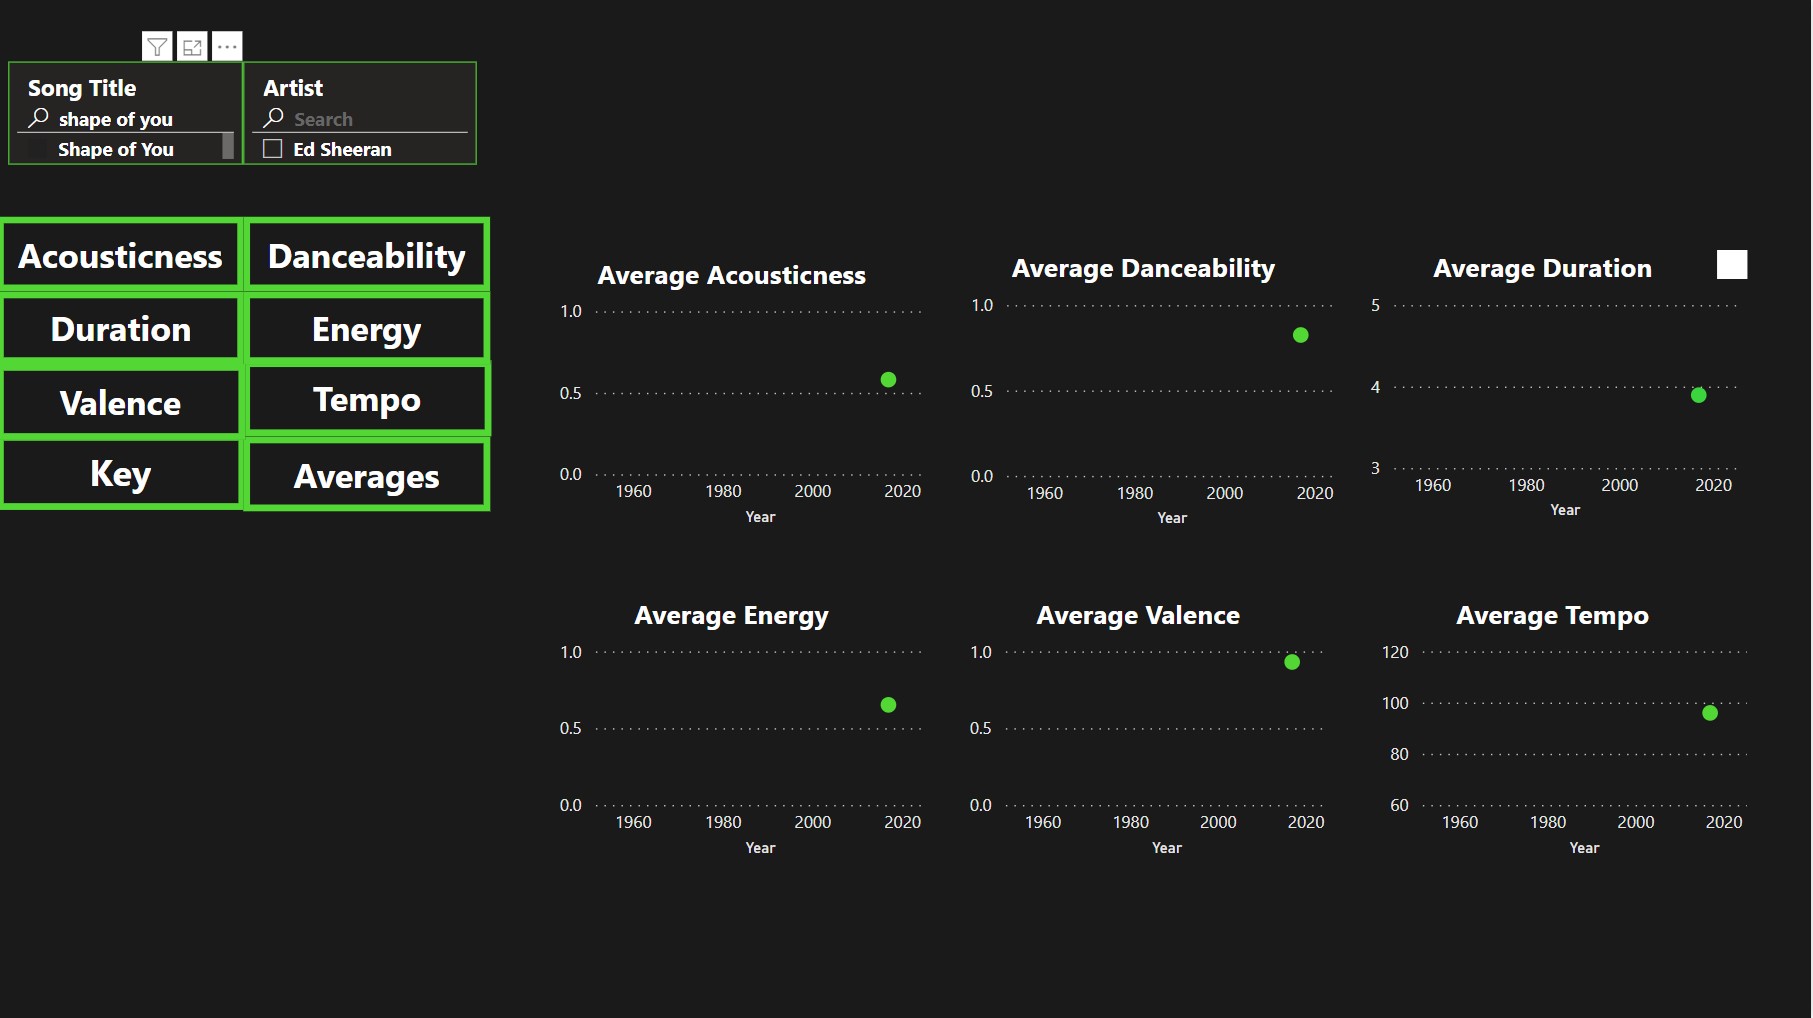 Song Title
shape of you
Shape of You
Artist
Search
Ed Sheeran
Acousticness
Danceability
Duration
Energy
Valence
Tempo
Key
Averages
Average Acousticness
1.0
0.5
0.0
1960 1980 2000 2020
Year
Average Danceability
1.0
0.5
0.0
1960 1980 2000 2020
Year
Average Duration
5
4
3
1960 1980 2000 2020
Year
Average Energy
1.0
0.5
0.0
1960 1980 2000 2020
Year
Average Valence
1.0
0.5
0.0
1960 1980 2000 2020
Year
Average Tempo
120
100
80
60
1960 1980 2000 2020
Year